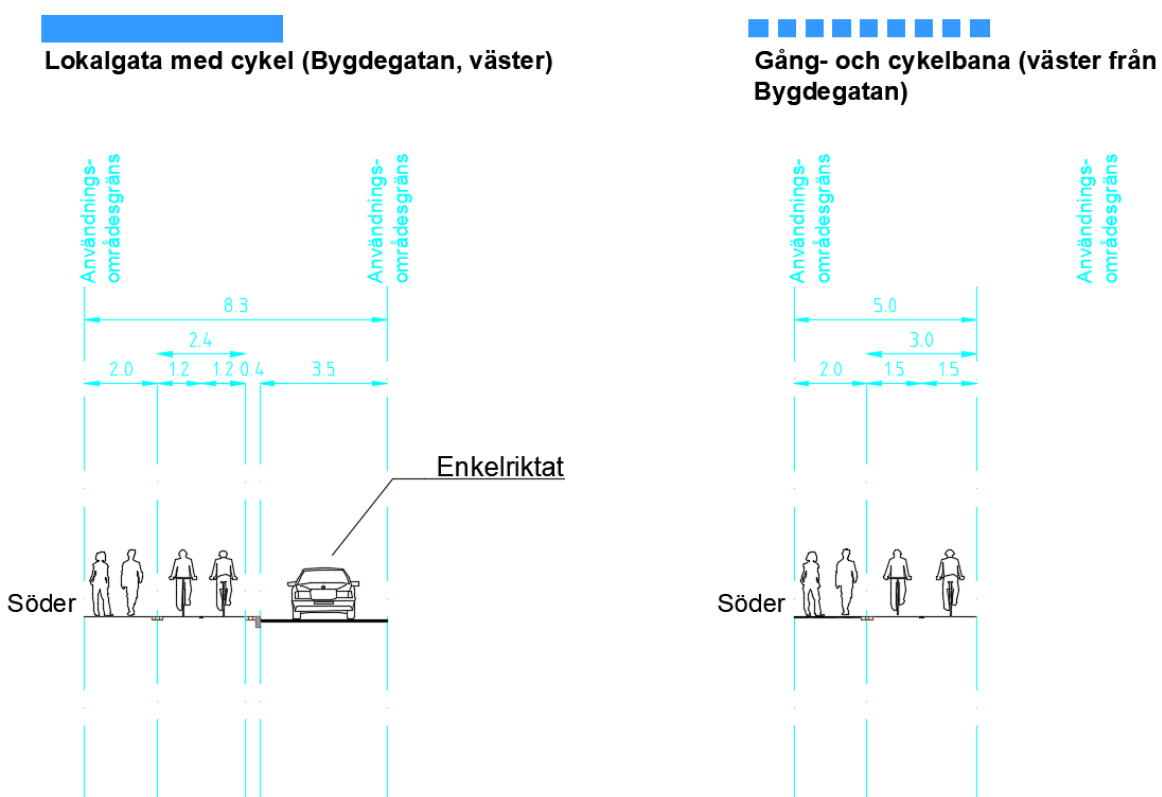 Lokalgata med cykel (Bygdegatan, väster)
Användnings-
områdesgräns
Användnings-
områdesgräns
8.3
2.4
2.0 1.2 1.2 0.4 3.5
Enkelriktat
Söder
Gång- och cykelbana (väster från
Bygdegatan)
Användnings-
områdesgräns
Användnings-
områdesgräns
5.0
3.0
2.0 1.5 1.5
Söder